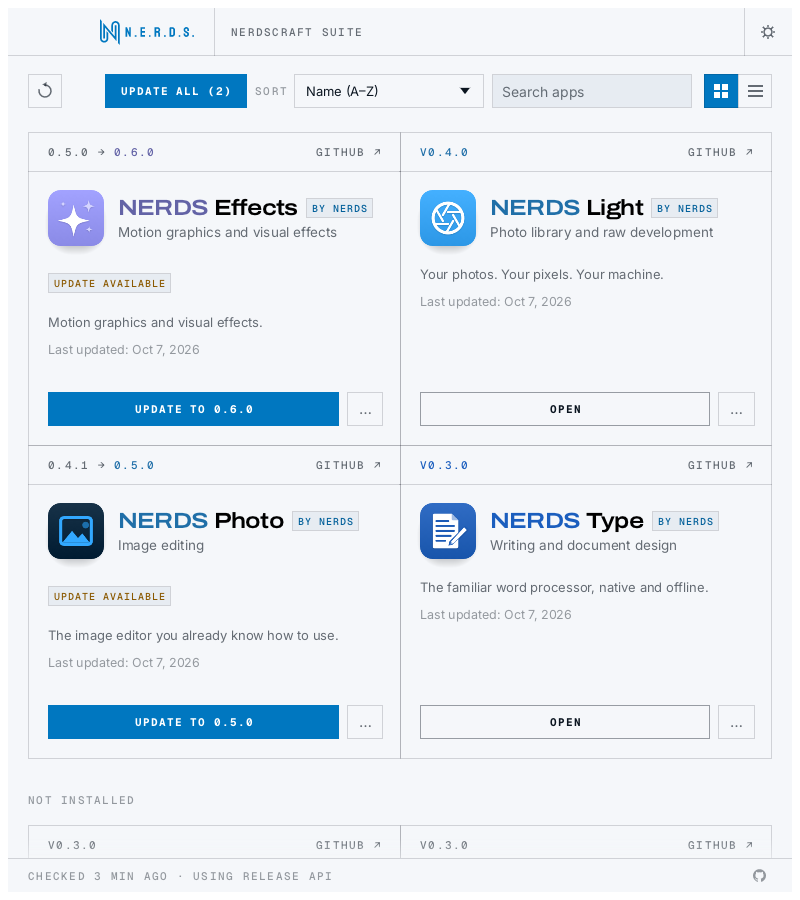 N.E.R.D.S.
NERDSCRAFT SUITE
UPDATE ALL (2)
SORT
Name (A–Z)
Search apps
0.5.0 → 0.6.0
GITHUB ↗
NERDS Effects
BY NERDS
Motion graphics and visual effects
UPDATE AVAILABLE
Motion graphics and visual effects.
Last updated: Oct 7, 2026
UPDATE TO 0.6.0
...
V0.4.0
GITHUB ↗
NERDS Light
BY NERDS
Photo library and raw development
Your photos. Your pixels. Your machine.
Last updated: Oct 7, 2026
OPEN
...
0.4.1 → 0.5.0
GITHUB ↗
NERDS Photo
BY NERDS
Image editing
UPDATE AVAILABLE
The image editor you already know how to use.
Last updated: Oct 7, 2026
UPDATE TO 0.5.0
...
V0.3.0
GITHUB ↗
NERDS Type
BY NERDS
Writing and document design
The familiar word processor, native and offline.
Last updated: Oct 7, 2026
OPEN
...
NOT INSTALLED
V0.3.0
GITHUB ↗
V0.3.0
GITHUB ↗
CHECKED 3 MIN AGO · USING RELEASE API